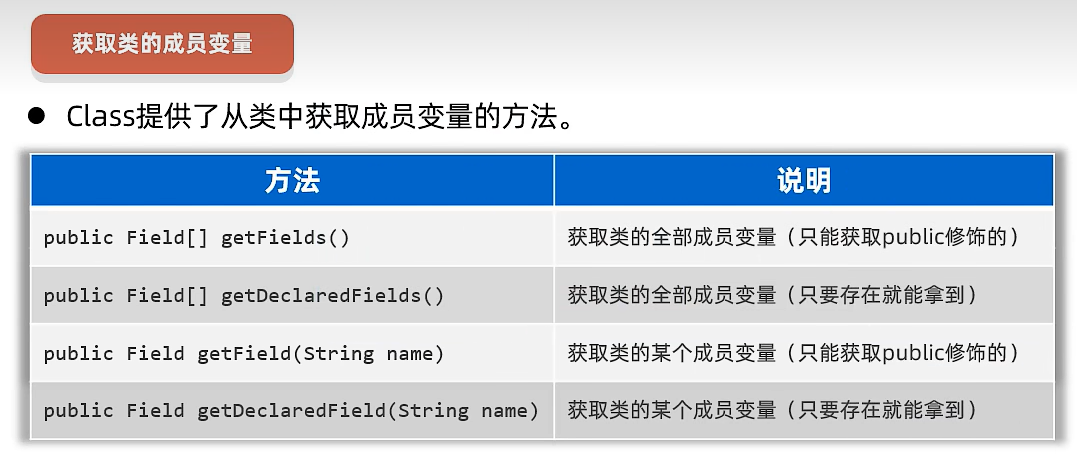 获取类的成员变量
● Class提供了从类中获取成员变量的方法。
方法 说明
public Field[] getFields() 获取类的全部成员变量（只能获取public修饰的）
public Field[] getDeclaredFields() 获取类的全部成员变量（只要存在就能拿到）
public Field getField(String name) 获取类的某个成员变量（只能获取public修饰的）
public Field getDeclaredField(String name) 获取类的某个成员变量（只要存在就能拿到）